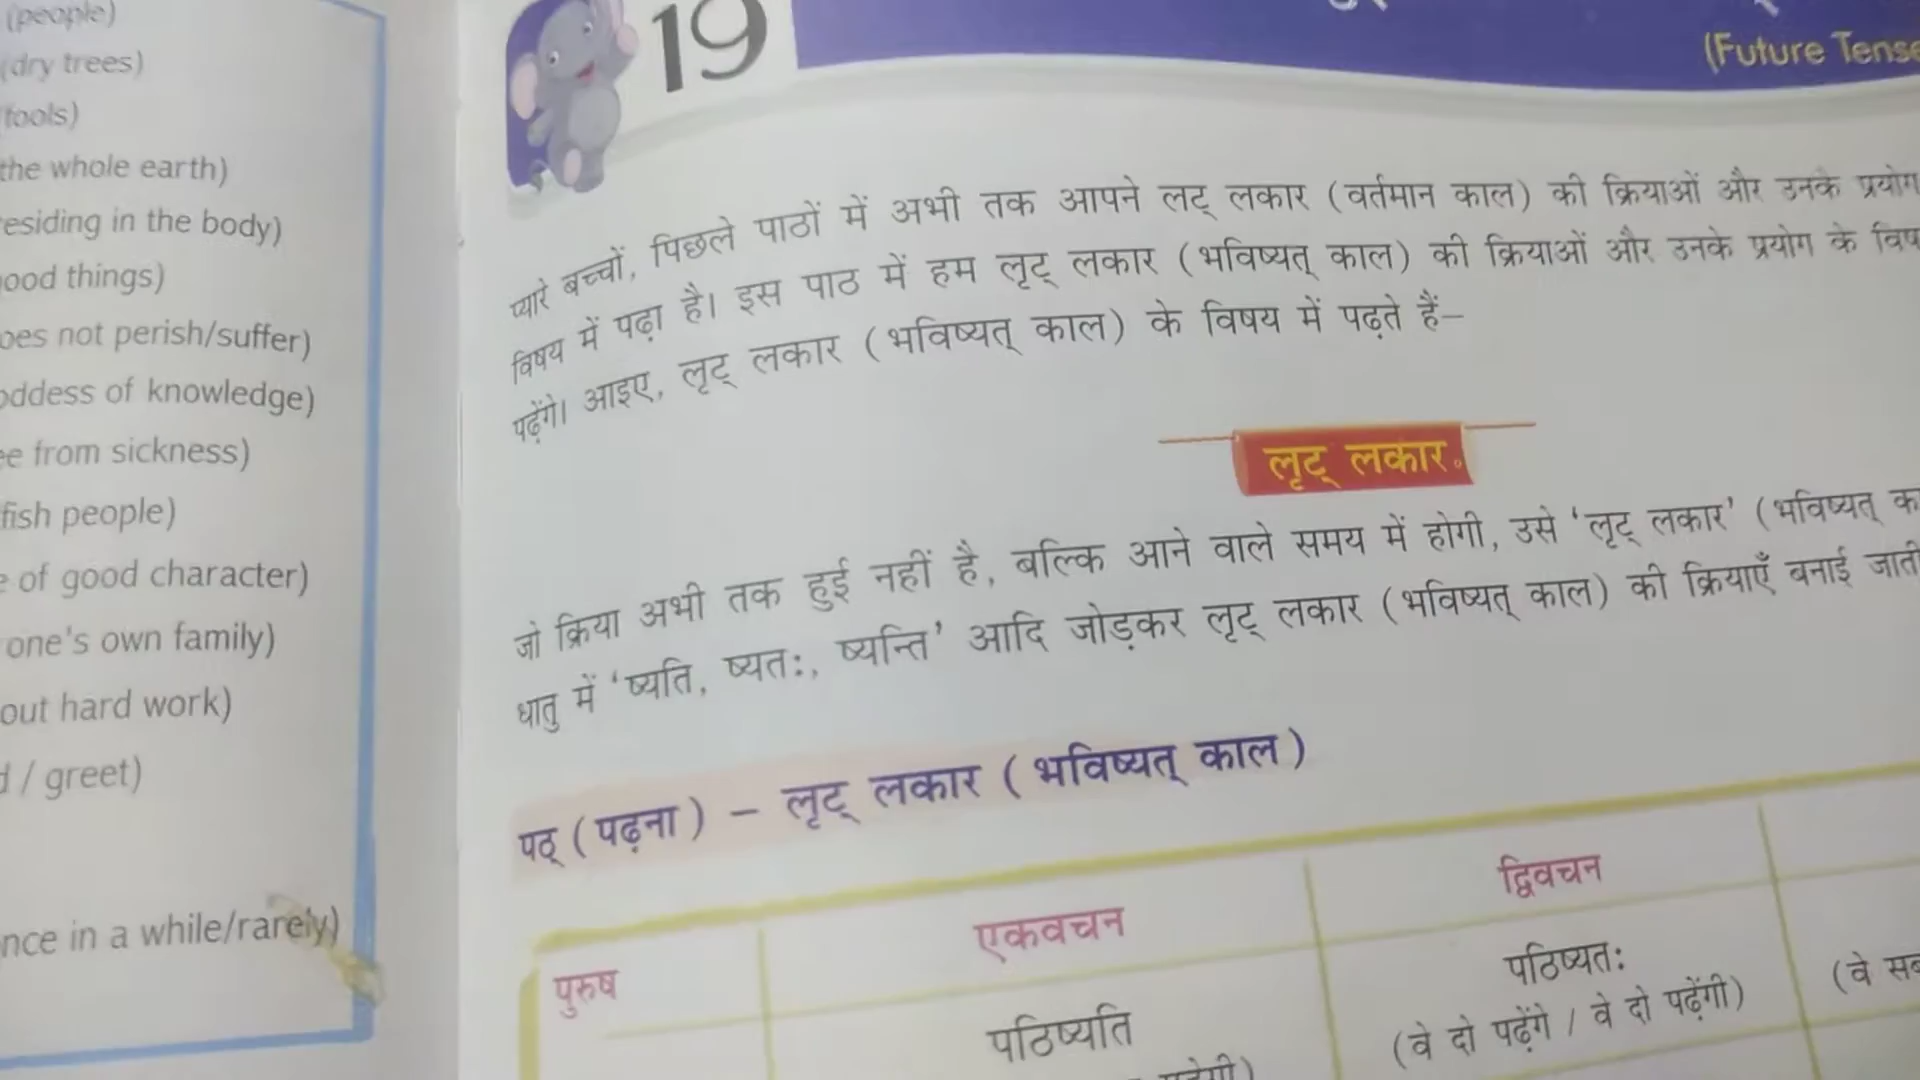 (people)
(dry trees)
tools)
the whole earth)
residing in the body)
ood things)
oes not perish/suffer)
oddess of knowledge)
ee from sickness)
fish people)
e of good character)
one's own family)
out hard work)
d / greet)
nce in a while/rarely)
19
(Future Tense
प्यारे बच्चों, पिछले पाठों में अभी तक आपने लट् लकार (वर्तमान काल) की क्रियाओं और उनके प्रयोग
विषय में पढ़ा है। इस पाठ में हम लृट् लकार (भविष्यत् काल) की क्रियाओं और उनके प्रयोग के विष
पढ़ेंगे। आइए, लृट् लकार (भविष्यत् काल) के विषय में पढ़ते हैं–
लृट् लकार
जो क्रिया अभी तक हुई नहीं है, बल्कि आने वाले समय में होगी, उसे ‘लृट् लकार’ (भविष्यत् का
धातु में ‘ष्यति, ष्यतः, ष्यन्ति’ आदि जोड़कर लृट् लकार (भविष्यत् काल) की क्रियाएँ बनाई जाती
पठ् (पढ़ना) – लृट् लकार (भविष्यत् काल)
पुरुष एकवचन द्विवचन
पठिष्यति पठिष्यतः
(वे दो पढ़ेंगे / वे दो पढ़ेंगी) (वे सब